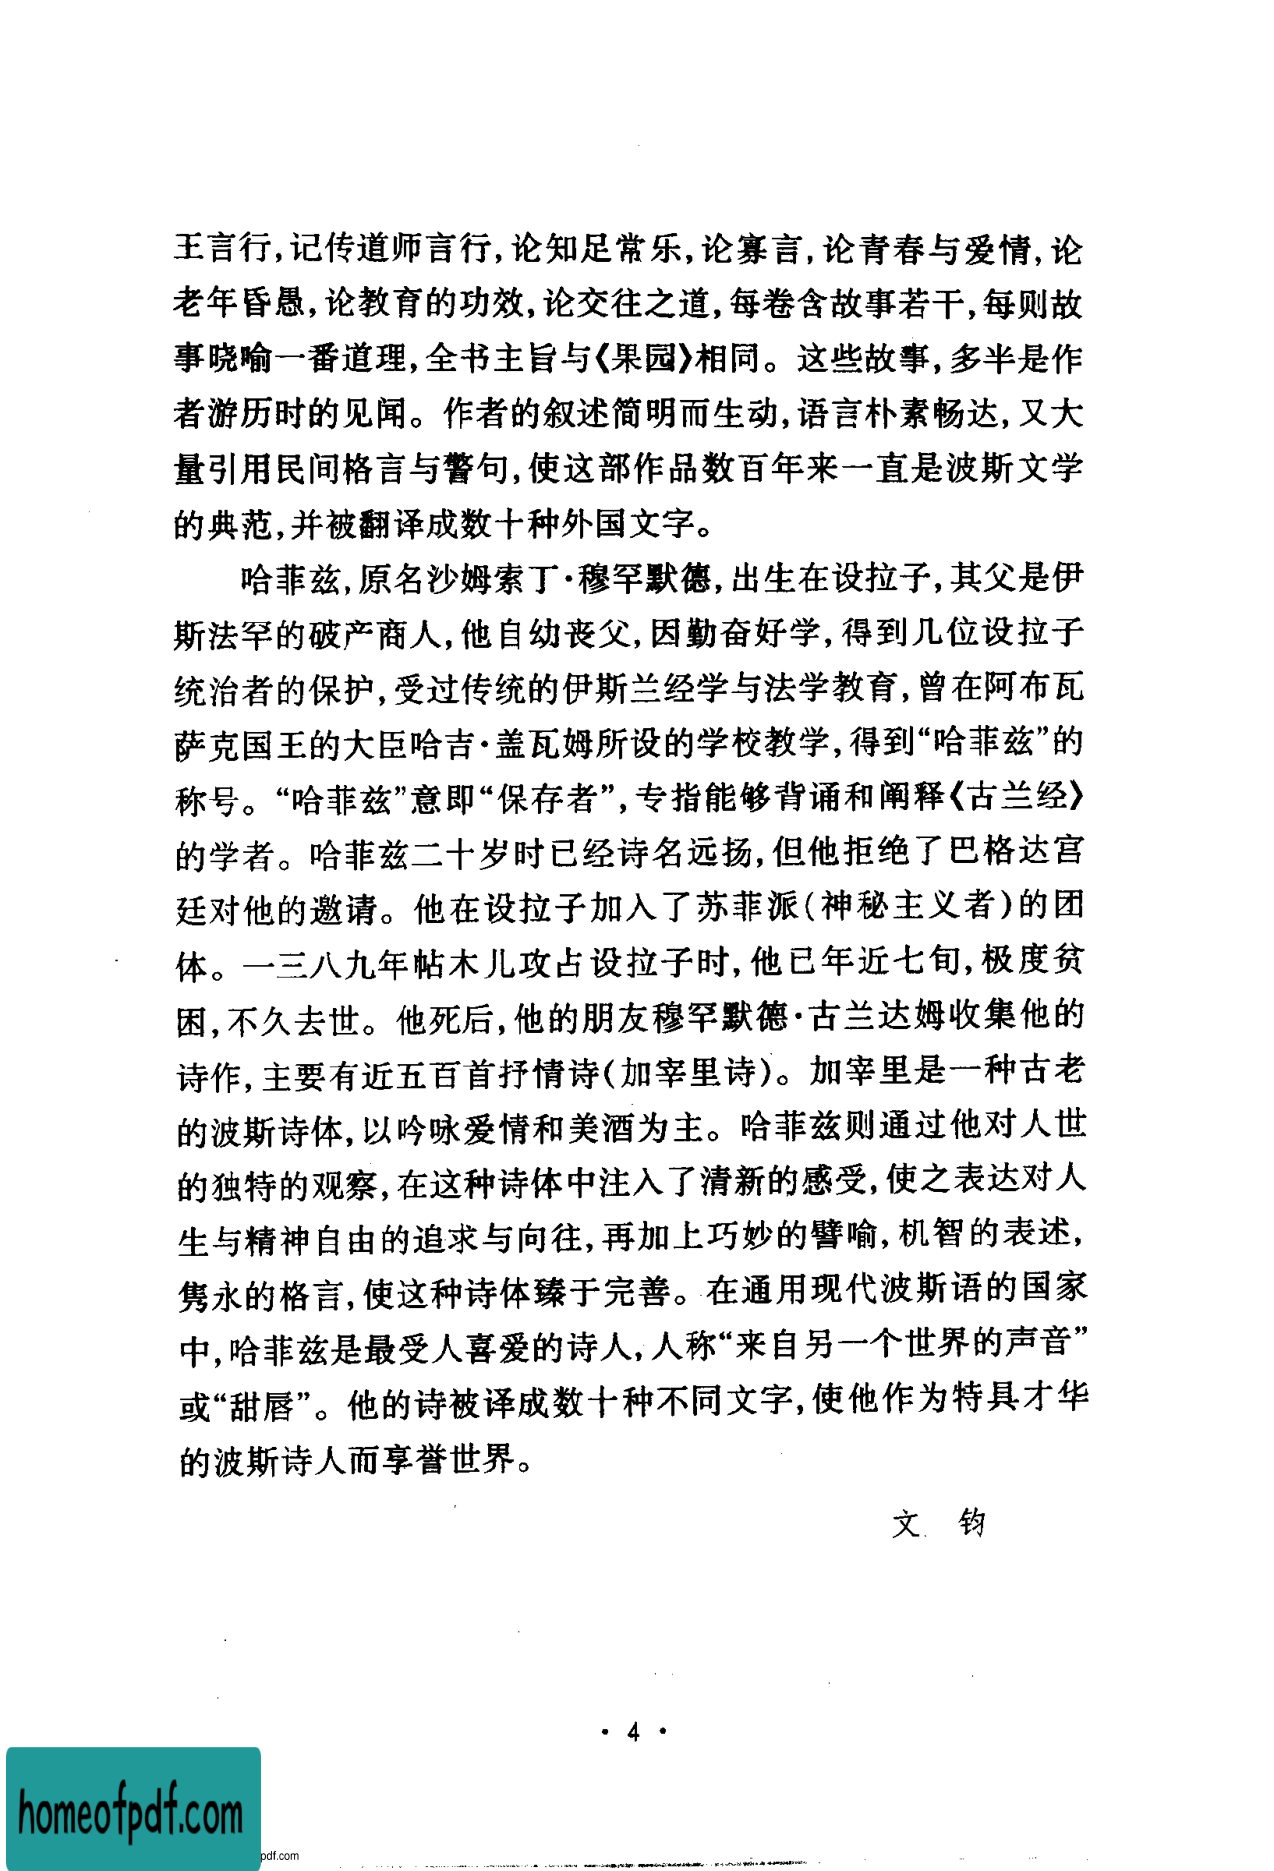 王言行,记传道师言行,论知足常乐,论寡言,论青春与爱情,论
老年昏愚,论教育的功效,论交往之道,每卷含故事若干,每则故
事晓喻一番道理,全书主旨与《果园》相同。这些故事,多半是作
者游历时的见闻。作者的叙述简明而生动,语言朴素畅达,又大
量引用民间格言与警句,使这部作品数百年来一直是波斯文学
的典范,并被翻译成数十种外国文字。
哈菲兹,原名沙姆索丁·穆罕默德,出生在设拉子,其父是伊
斯法罕的破产商人,他自幼丧父,因勤奋好学,得到几位设拉子
统治者的保护,受过传统的伊斯兰经学与法学教育,曾在阿布瓦
萨克国王的大臣哈吉·盖瓦姆所设的学校教学,得到“哈菲兹”的
称号。“哈菲兹”意即“保存者”,专指能够背诵和阐释《古兰经》
的学者。哈菲兹二十岁时已经诗名远扬,但他拒绝了巴格达宫
廷对他的邀请。他在设拉子加入了苏菲派(神秘主义者)的团
体。一三八九年帖木儿攻占设拉子时,他已年近七旬,极度贫
困,不久去世。他死后,他的朋友穆罕默德·古兰达姆收集他的
诗作,主要有近五百首抒情诗(加宰里诗)。加宰里是一种古老
的波斯诗体,以吟咏爱情和美酒为主。哈菲兹则通过他对人世
的独特的观察,在这种诗体中注入了清新的感受,使之表达对人
生与精神自由的追求与向往,再加上巧妙的譬喻,机智的表述,
隽永的格言,使这种诗体臻于完善。在通用现代波斯语的国家
中,哈菲兹是最受人喜爱的诗人,人称“来自另一个世界的声音”
或“甜唇”。他的诗被译成数十种不同文字,使他作为特具才华
的波斯诗人而享誉世界。
文 钧
· 4 ·
homeofpdf.com
pdf.com